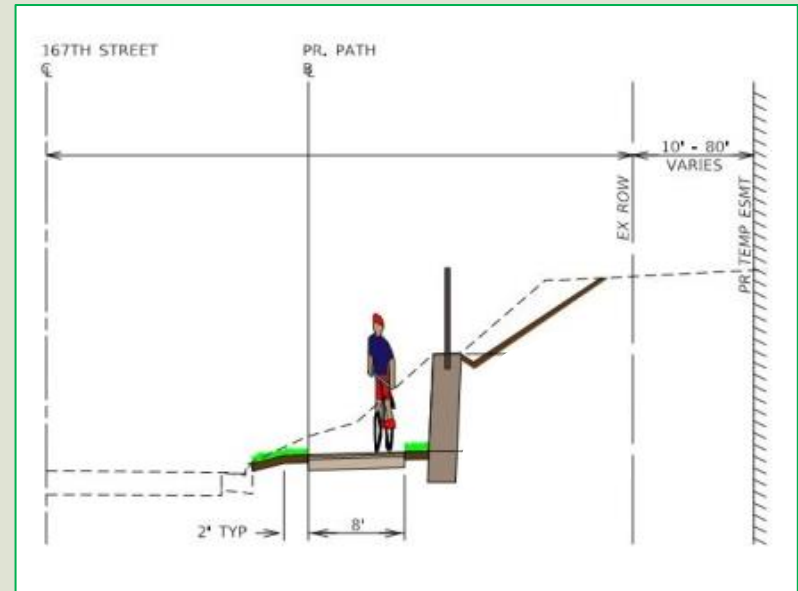 167TH STREET
℄
PR. PATH
10' - 80'
VARIES
EX ROW
PR. TEMP ESMT
2' TYP
8'